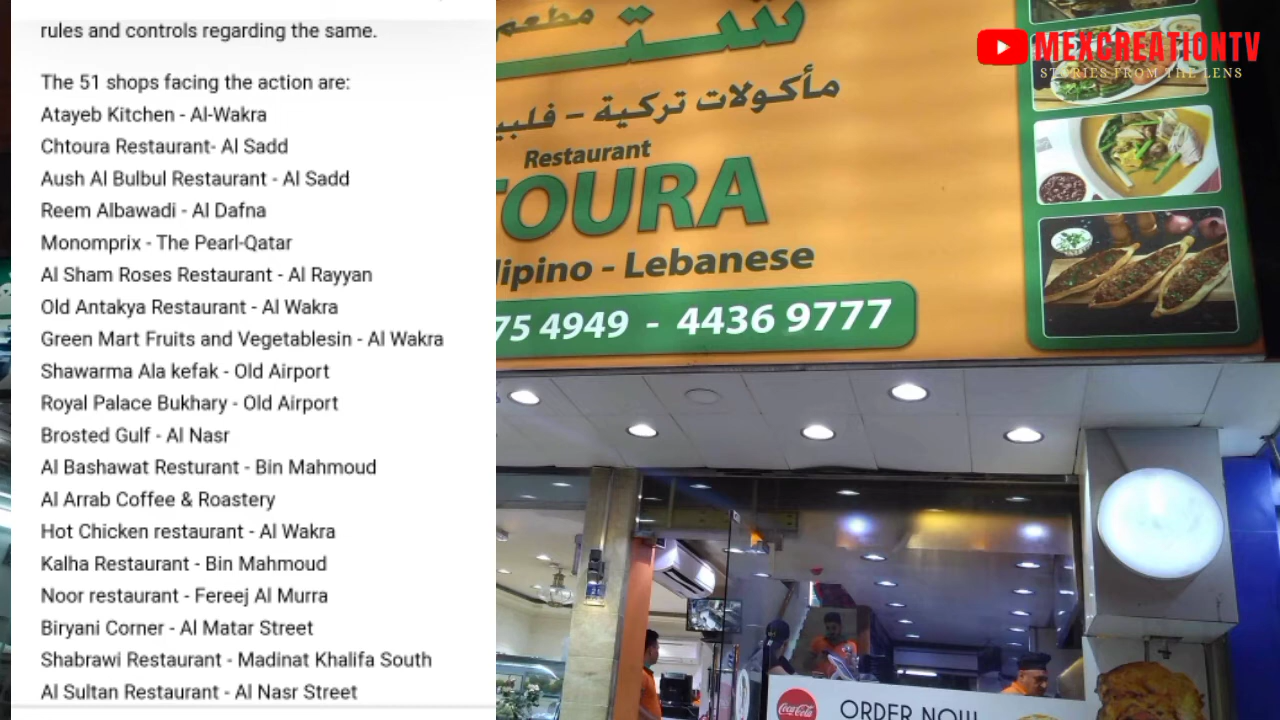 rules and controls regarding the same.
The 51 shops facing the action are:
Atayeb Kitchen - Al-Wakra
Chtoura Restaurant- Al Sadd
Aush Al Bulbul Restaurant - Al Sadd
Reem Albawadi - Al Dafna
Monomprix - The Pearl-Qatar
Al Sham Roses Restaurant - Al Rayyan
Old Antakya Restaurant - Al Wakra
Green Mart Fruits and Vegetablesin - Al Wakra
Shawarma Ala kefak - Old Airport
Royal Palace Bukhary - Old Airport
Brosted Gulf - Al Nasr
Al Bashawat Resturant - Bin Mahmoud
Al Arrab Coffee & Roastery
Hot Chicken restaurant - Al Wakra
Kalha Restaurant - Bin Mahmoud
Noor restaurant - Fereej Al Murra
Biryani Corner - Al Matar Street
Shabrawi Restaurant - Madinat Khalifa South
Al Sultan Restaurant - Al Nasr Street
MEXCREATIONTV
STORIES FROM THE LENS
مطعم
شتـ
مأكولات تركية - فلبي
Restaurant
TOURA
lipino - Lebanese
75 4949 - 4436 9777
Coca-Cola
ORDER NOW